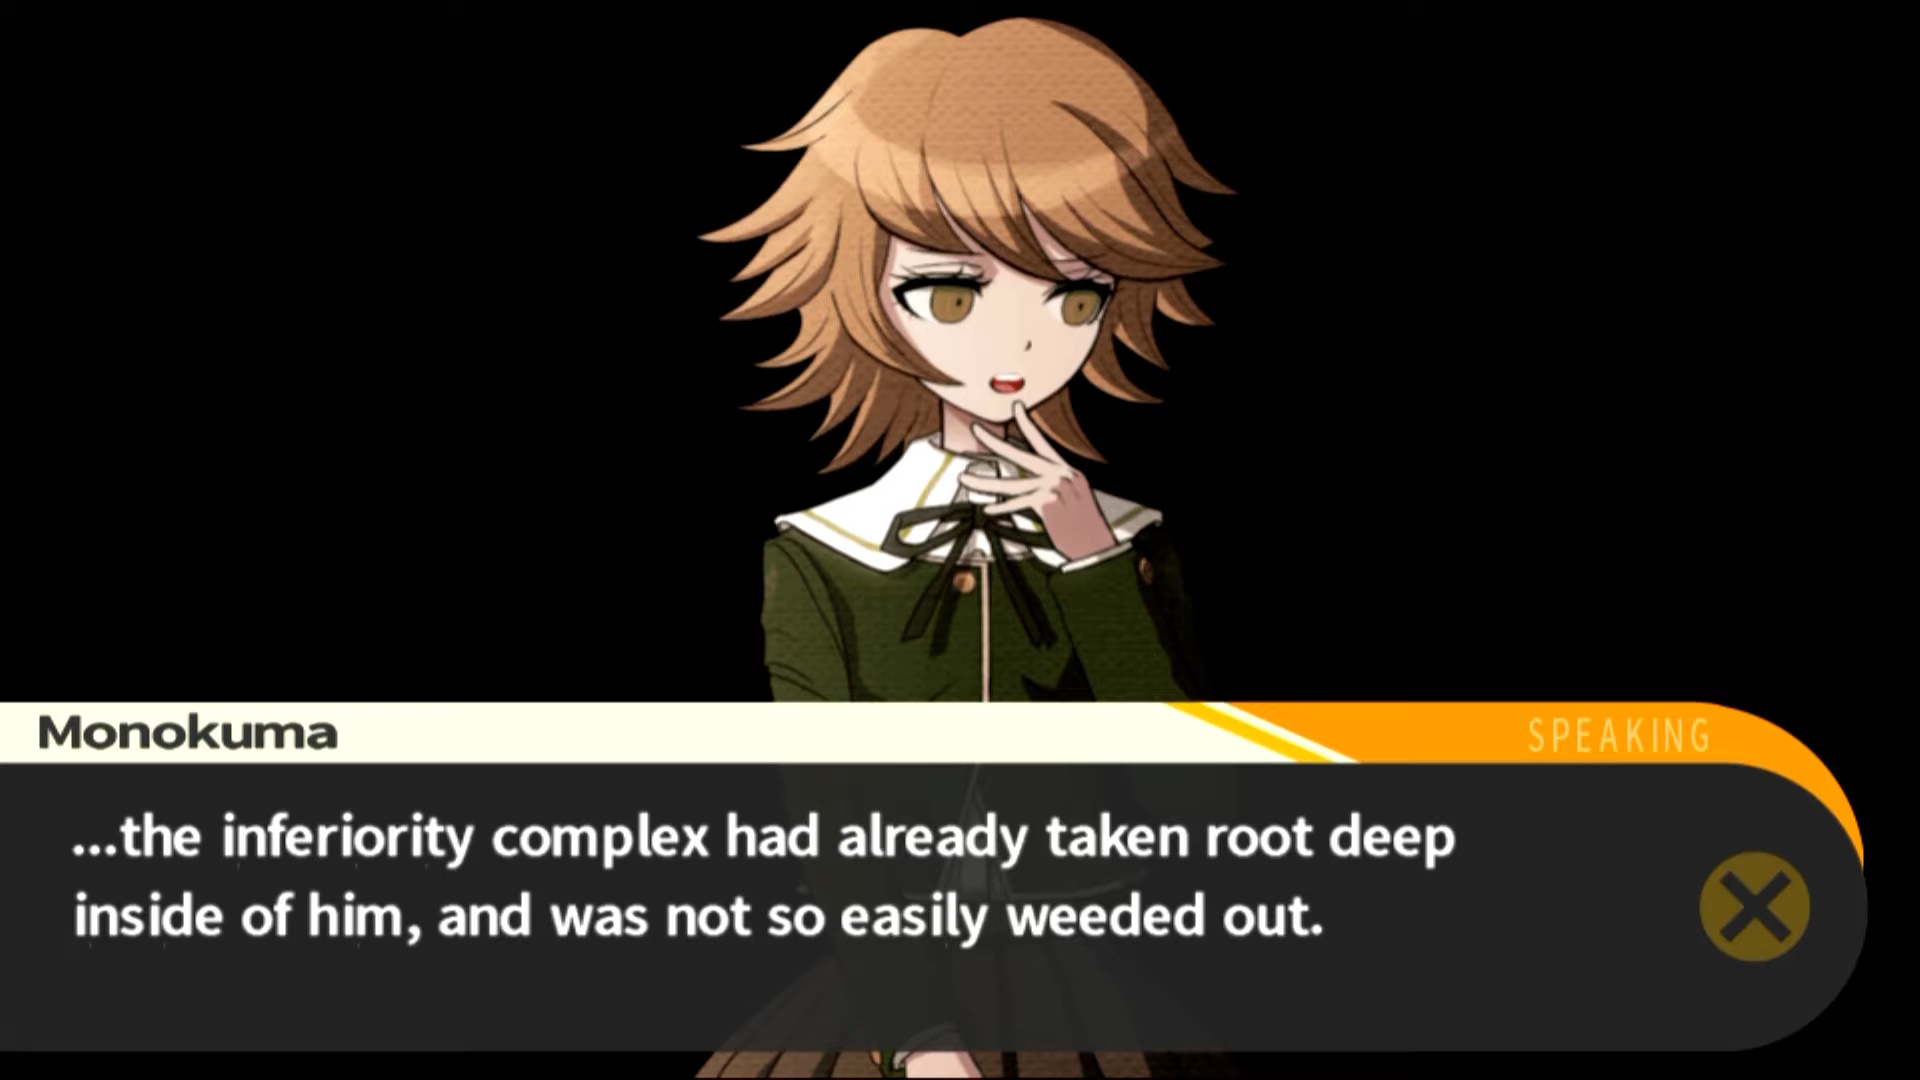 Monokuma
SPEAKING
...the inferiority complex had already taken root deep
inside of him, and was not so easily weeded out.